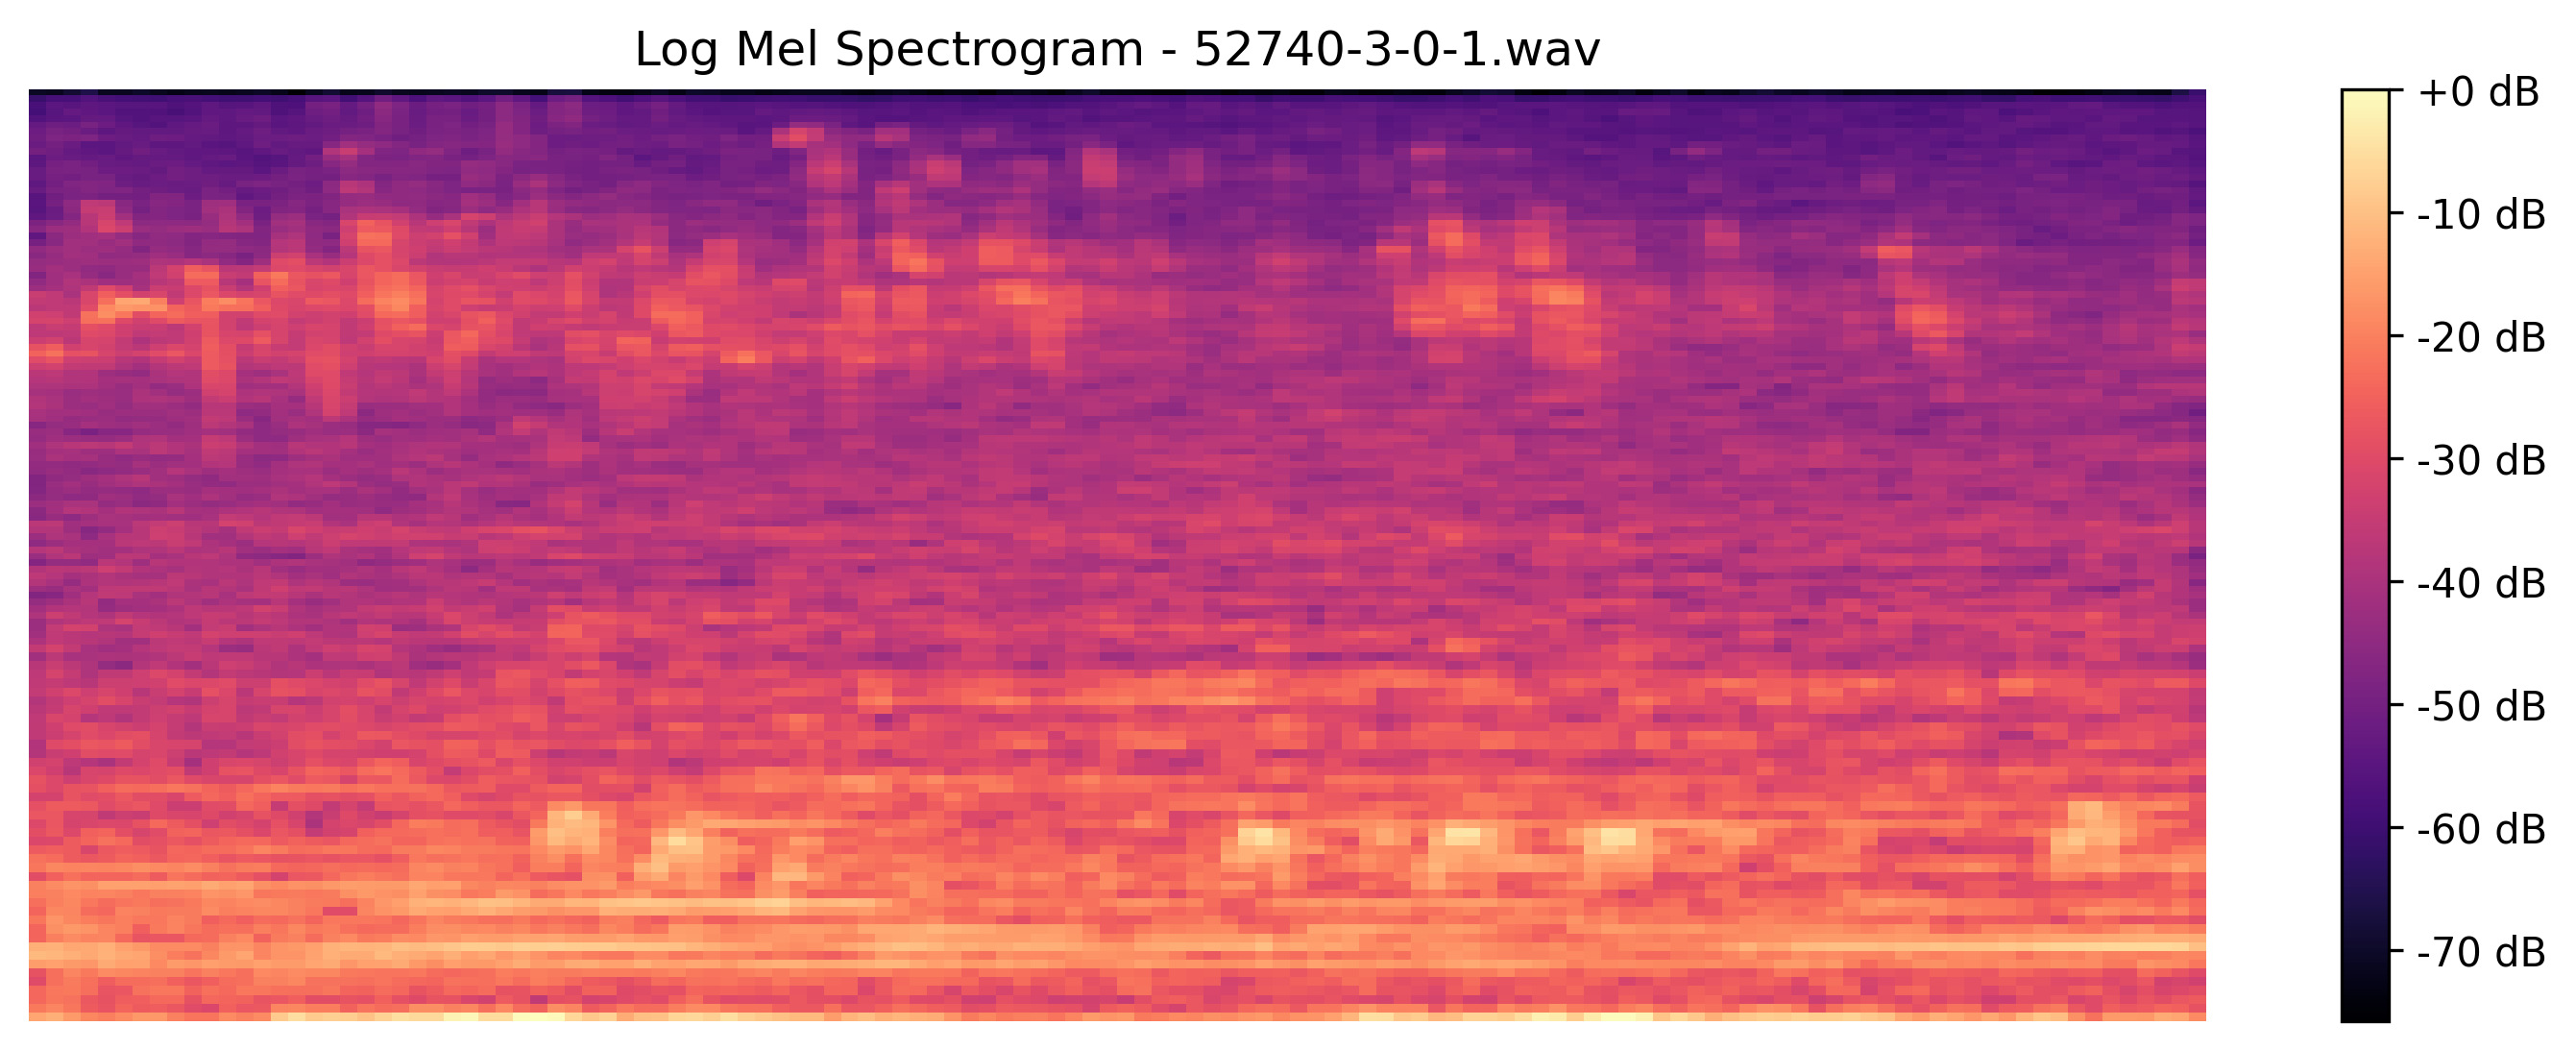 Log Mel Spectrogram - 52740-3-0-1.wav
+0 dB
-10 dB
-20 dB
-30 dB
-40 dB
-50 dB
-60 dB
-70 dB